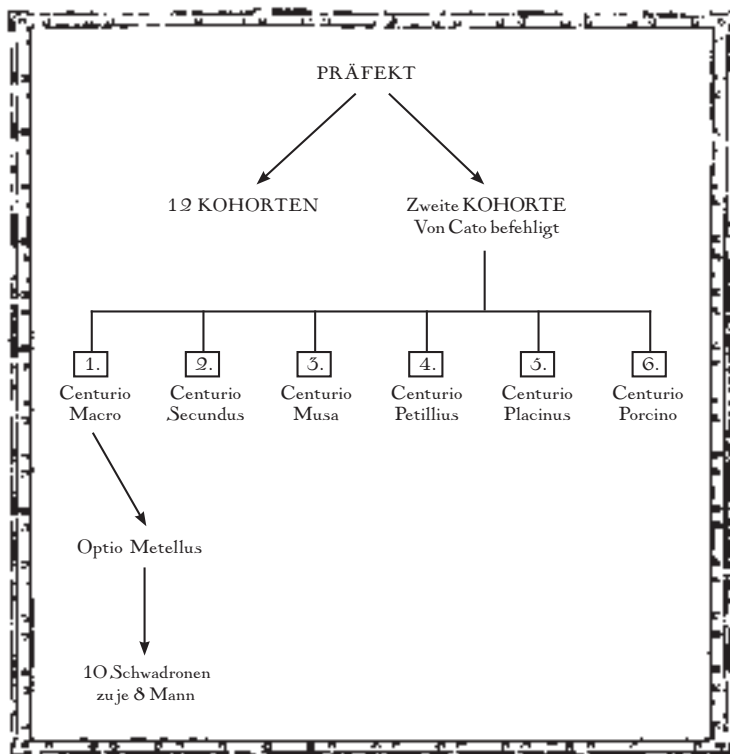 PRÄFEKT
12 KOHORTEN
Zweite KOHORTE
Von Cato befehligt
1.
2.
3.
4.
5.
6.
Centurio
Macro
Centurio
Secundus
Centurio
Musa
Centurio
Petillius
Centurio
Placinus
Centurio
Porcino
Optio Metellus
10 Schwadronen
zu je 8 Mann